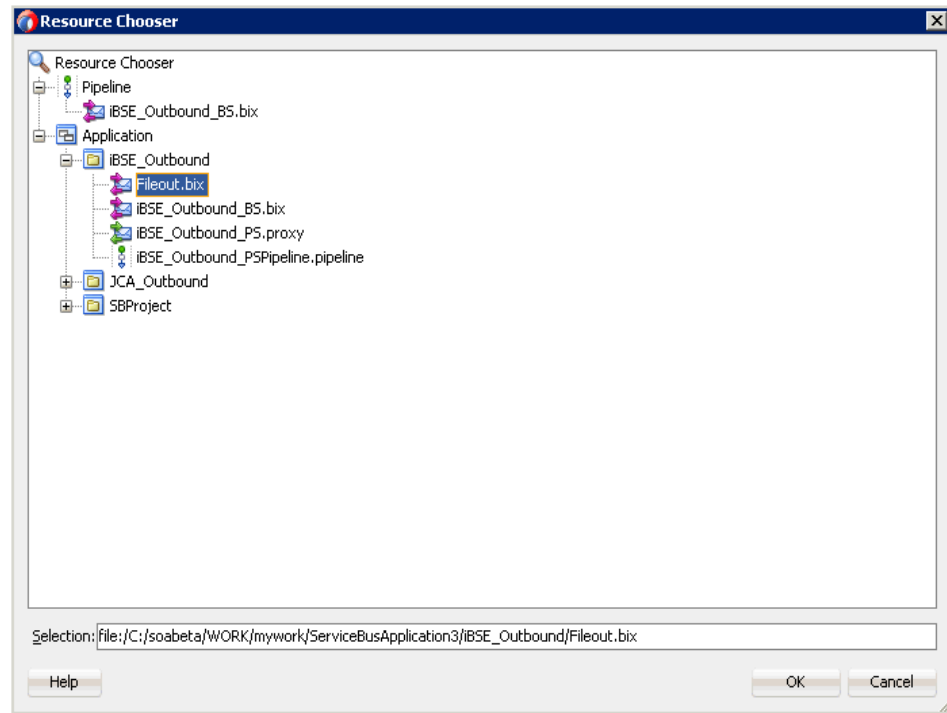 Resource Chooser
Resource Chooser
Pipeline
iBSE_Outbound_BS.bix
Application
iBSE_Outbound
Fileout.bix
iBSE_Outbound_BS.bix
iBSE_Outbound_PS.proxy
iBSE_Outbound_PSPipeline.pipeline
JCA_Outbound
SBProject
Selection: file:/C:/soabeta/WORK/mywork/ServiceBusApplication3/iBSE_Outbound/Fileout.bix
Help OK Cancel